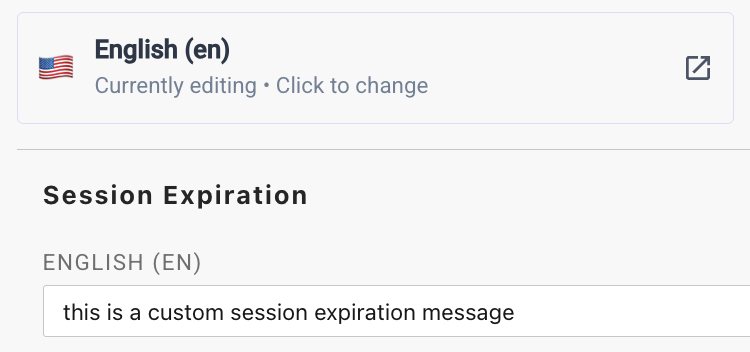 English (en)
Currently editing • Click to change
Session Expiration
ENGLISH (EN)
this is a custom session expiration message